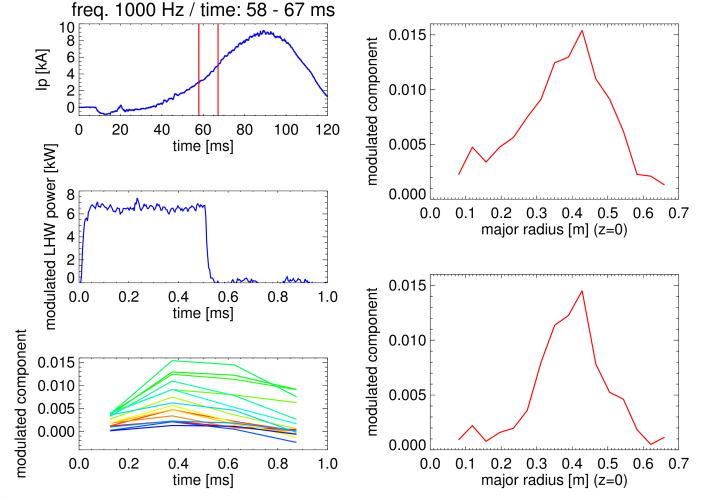 freq. 1000 Hz / time: 58 - 67 ms
Ip [kA]
10
8
6
4
2
0
0 20 40 60 80 100 120
time [ms]
modulated LHW power [kW]
8
6
4
2
0
0.0 0.2 0.4 0.6 0.8 1.0
time [ms]
modulated component
0.015
0.010
0.005
0.000
0.0 0.2 0.4 0.6 0.8 1.0
time [ms]
modulated component
0.015
0.010
0.005
0.000
0.0 0.1 0.2 0.3 0.4 0.5 0.6 0.7
major radius [m] (z=0)
modulated component
0.015
0.010
0.005
0.000
0.0 0.1 0.2 0.3 0.4 0.5 0.6 0.7
major radius [m] (z=0)